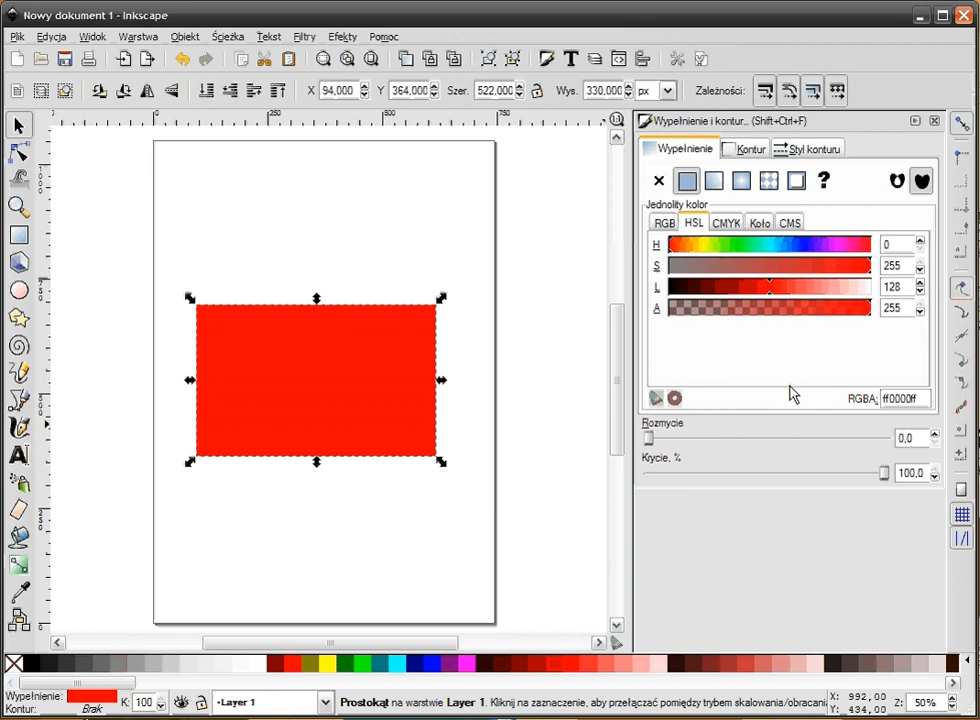 Nowy dokument 1 - Inkscape
Plik Edycja Widok Warstwa Obiekt Ścieżka Tekst Filtry Efekty Pomoc
X 94,000 Y 364,000 Szer. 522,000 Wys. 330,000 px Zależności:
0 250 500 750
Wypełnienie i kontur... (Shift+Ctrl+F)
Wypełnienie Kontur Styl konturu
Jednolity kolor
RGB HSL CMYK Koło CMS
H 0
S 255
L 128
A 255
RGBA: ff0000ff
Rozmycie
0,0
Krycie, %
100,0
Wypełnienie: K: 100 Layer 1 Prostokąt na warstwie Layer 1. Kliknij na zaznaczenie, aby przełączać pomiędzy trybem skalowania/obracani X: 992,00 Z: 50%
Kontur: Brak Y: 434,00